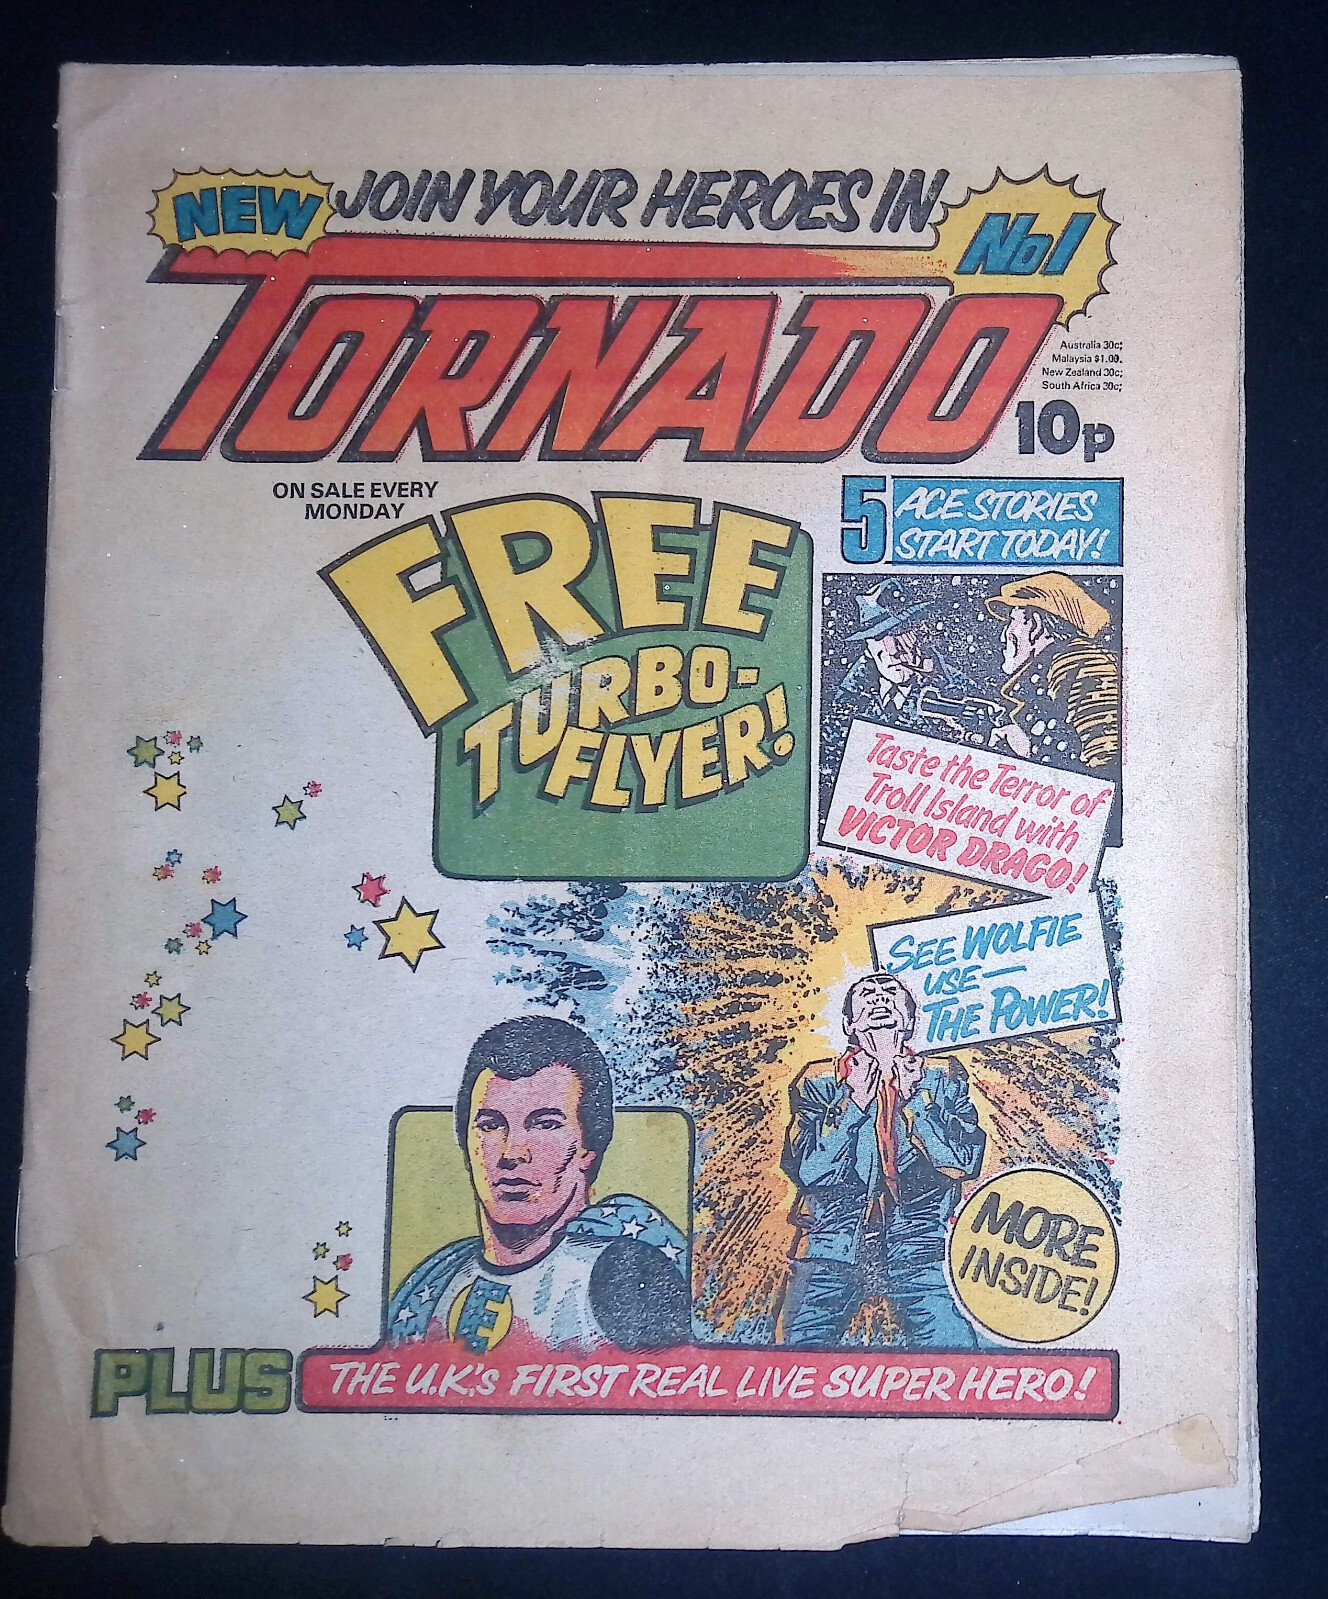 NEW
JOIN YOUR HEROES IN
No1
TORNADO
Australia 30c;
Malaysia $1.00.
New Zealand 30c;
South Africa 30c;
10p
ON SALE EVERY
MONDAY
FREE
TURBO-
FLYER!
5 ACE STORIES
START TODAY!
Taste the Terror of
Troll Island with
VICTOR DRAGO!
SEE WOLFIE
USE—
THE POWER!
E
MORE
INSIDE!
PLUS
THE U.K.'s FIRST REAL LIVE SUPER HERO!